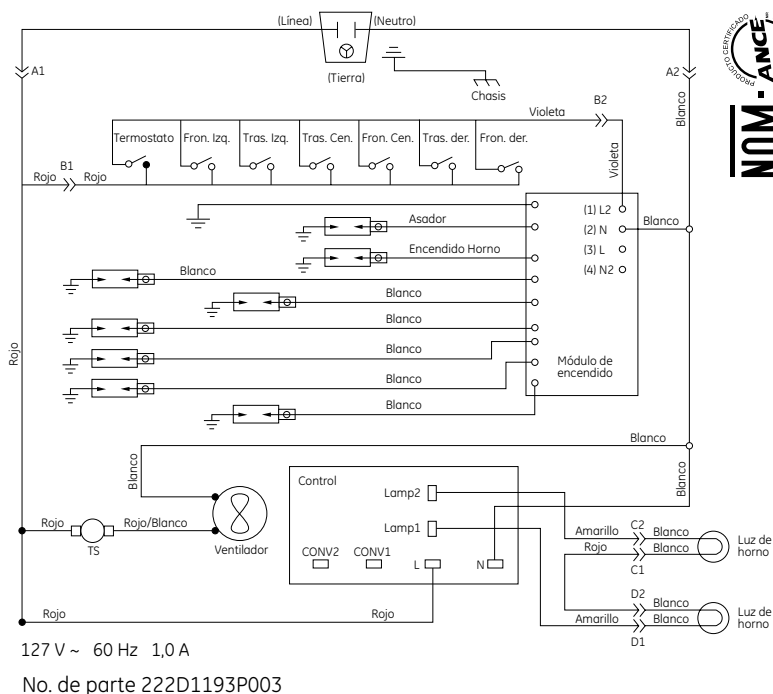 (Línea)
(Neutro)
(Tierra)
A1
A2
Chasis
PRODUCTO CERTIFICADO
ANCE
NOM
Blanco
B2
Violeta
Violeta
Termostato
Fron. Izq.
Tras. Izq.
Tras. Cen.
Fron. Cen.
Tras. der.
Fron. der.
B1
Rojo
Rojo
(1) L2
(2) N
(3) L
(4) N2
Blanco
Asador
Encendido Horno
Blanco
Blanco
Blanco
Blanco
Blanco
Blanco
Módulo de
encendido
Rojo
Blanco
Blanco
Blanco
Rojo
TS
Rojo/Blanco
Ventilador
Control
Lamp2
Lamp1
CONV2
CONV1
L
N
Amarillo
C2
Blanco
Rojo
C1
Blanco
Luz de
horno
D2
Blanco
Amarillo
D1
Blanco
Luz de
horno
Rojo
Rojo
127 V ~ 60 Hz 1,0 A
No. de parte 222D1193P003